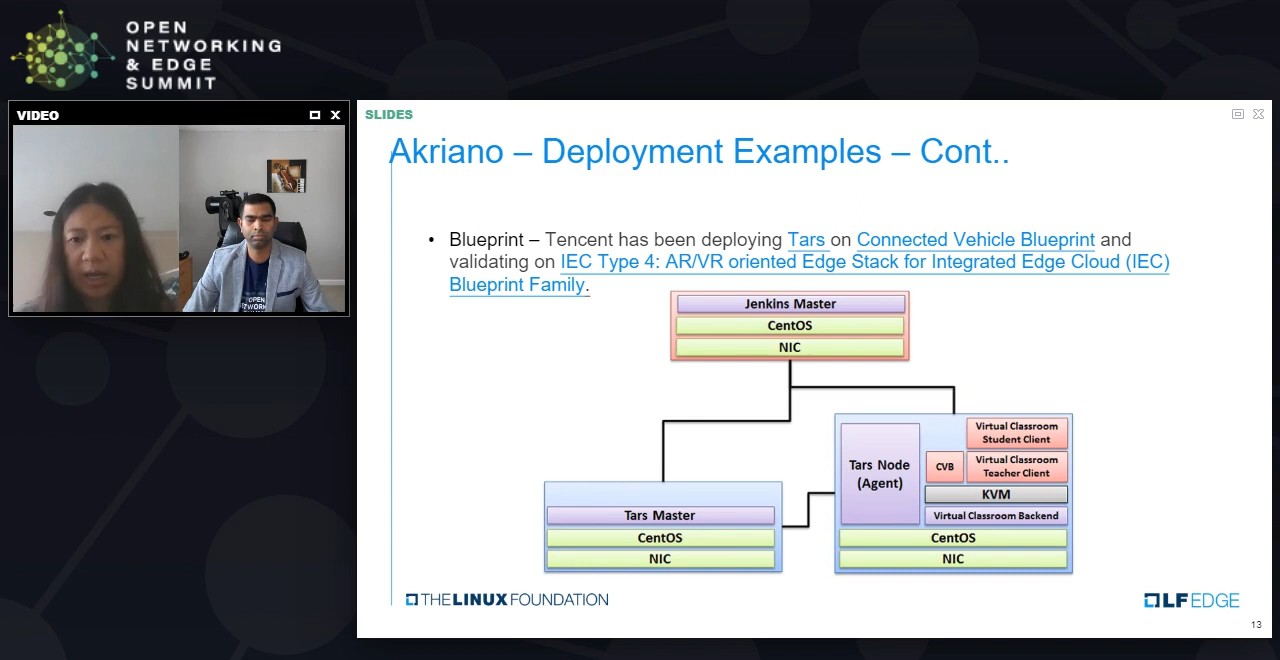 OPEN
NETWORKING
& EDGE
SUMMIT
VIDEO
OPEN
SLIDES
Akriano – Deployment Examples – Cont..
• Blueprint – Tencent has been deploying Tars on Connected Vehicle Blueprint and
validating on IEC Type 4: AR/VR oriented Edge Stack for Integrated Edge Cloud (IEC)
Blueprint Family.
Jenkins Master
CentOS
NIC
Tars Master
CentOS
NIC
Tars Node
(Agent)
Virtual Classroom
Student Client
CVB
Virtual Classroom
Teacher Client
KVM
Virtual Classroom Backend
CentOS
NIC
THE LINUX FOUNDATION
LF EDGE
13